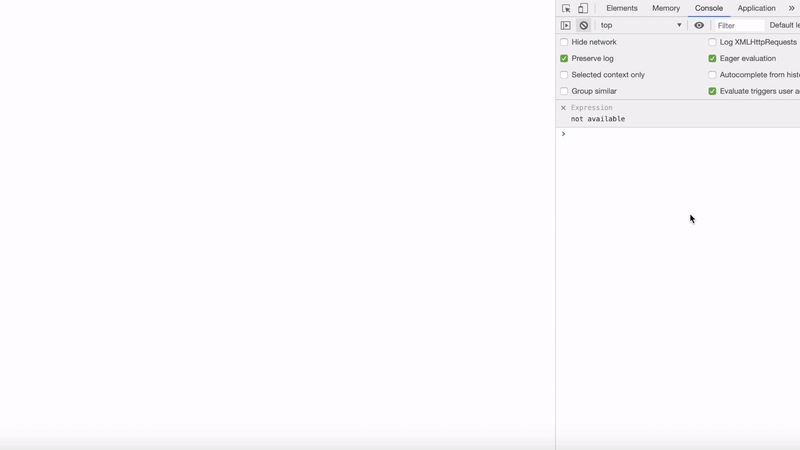 Elements Memory Console Application »
top Filter Default le
Hide network Log XMLHttpRequests
Preserve log Eager evaluation
Selected context only Autocomplete from hist
Group similar Evaluate triggers user a
Expression
not available